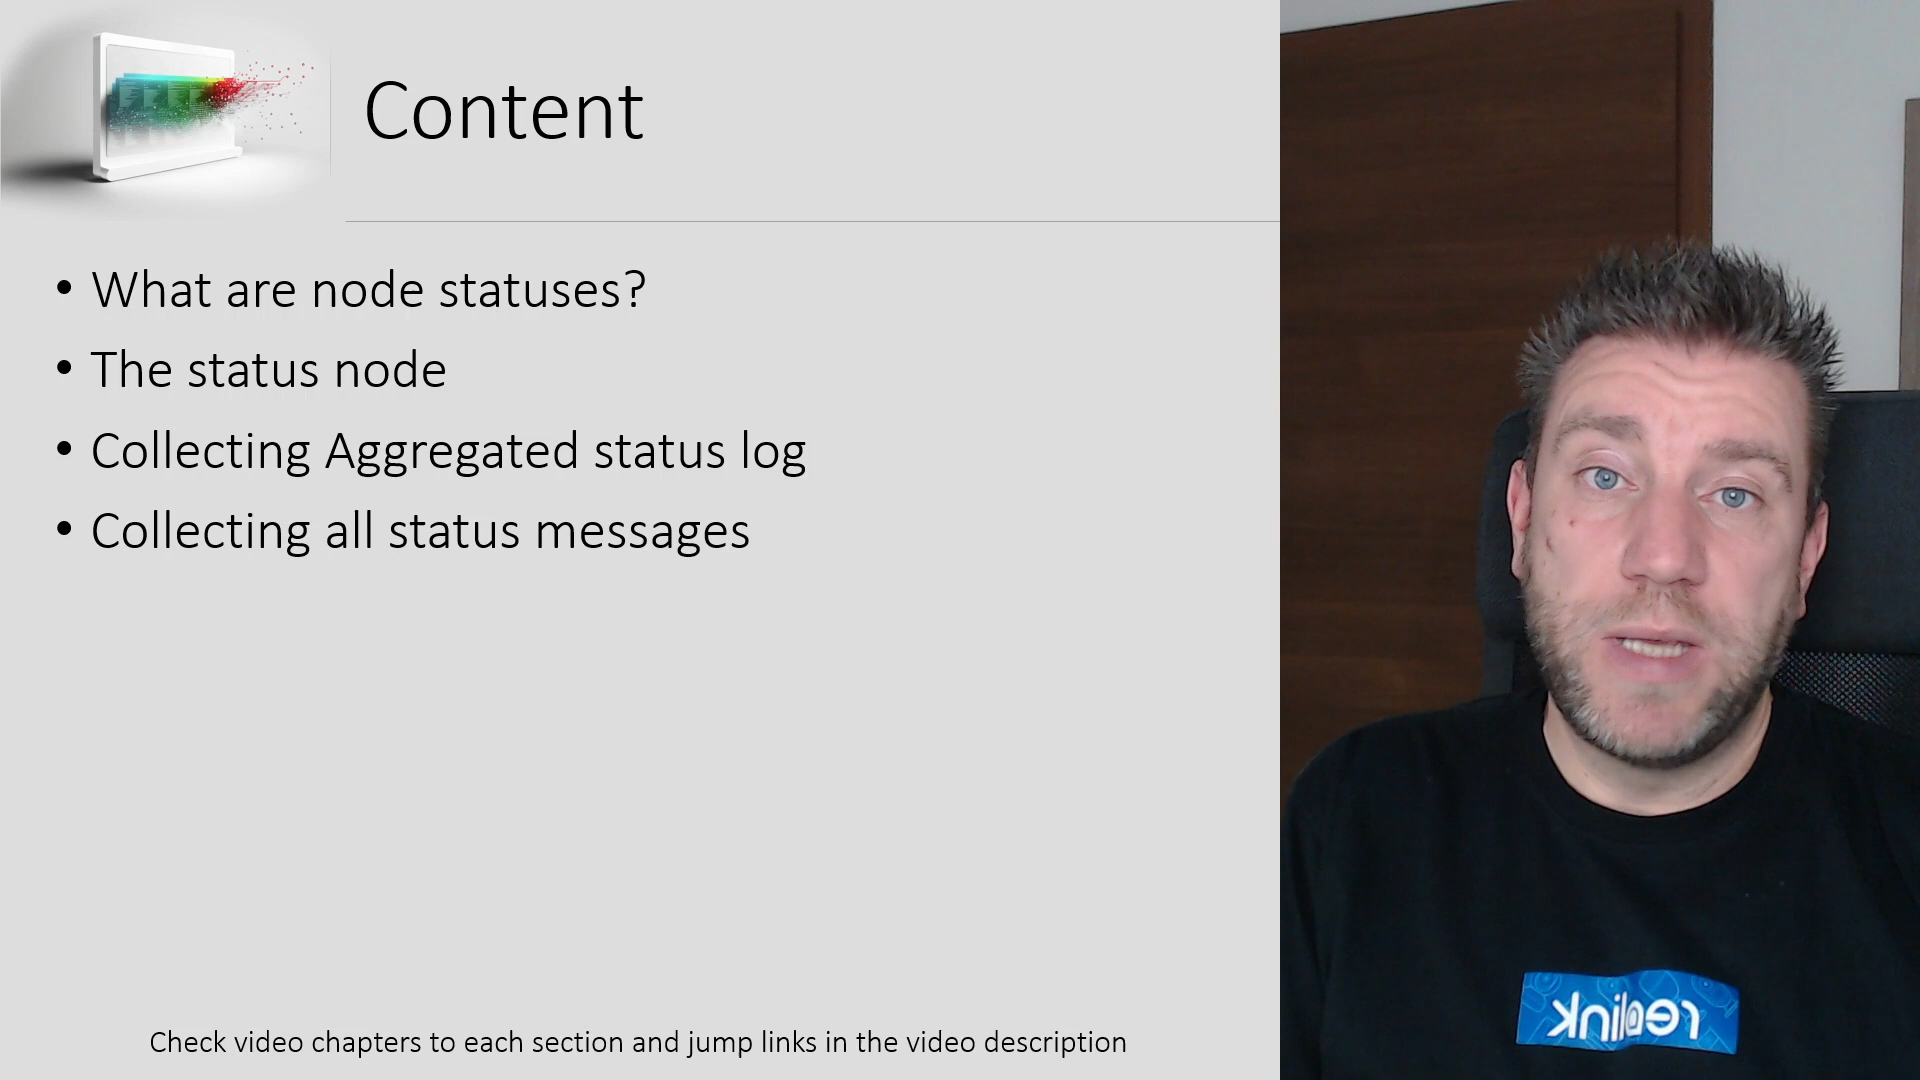 Content
• What are node statuses?
• The status node
• Collecting Aggregated status log
• Collecting all status messages
Check video chapters to each section and jump links in the video description
reolink